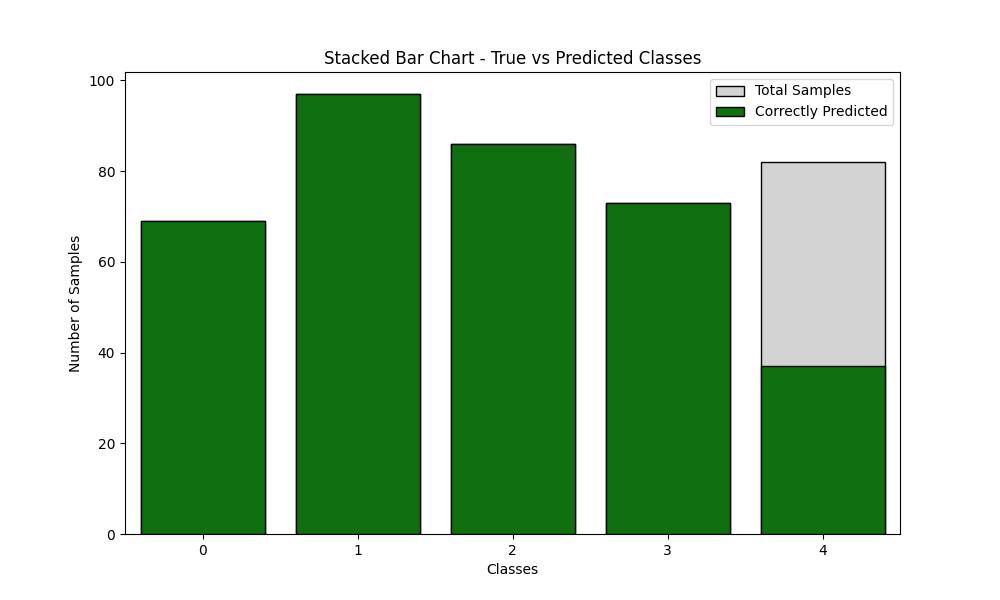 Stacked Bar Chart - True vs Predicted Classes
Total Samples
Correctly Predicted
100
80
60
40
20
0
Number of Samples
0 1 2 3 4
Classes